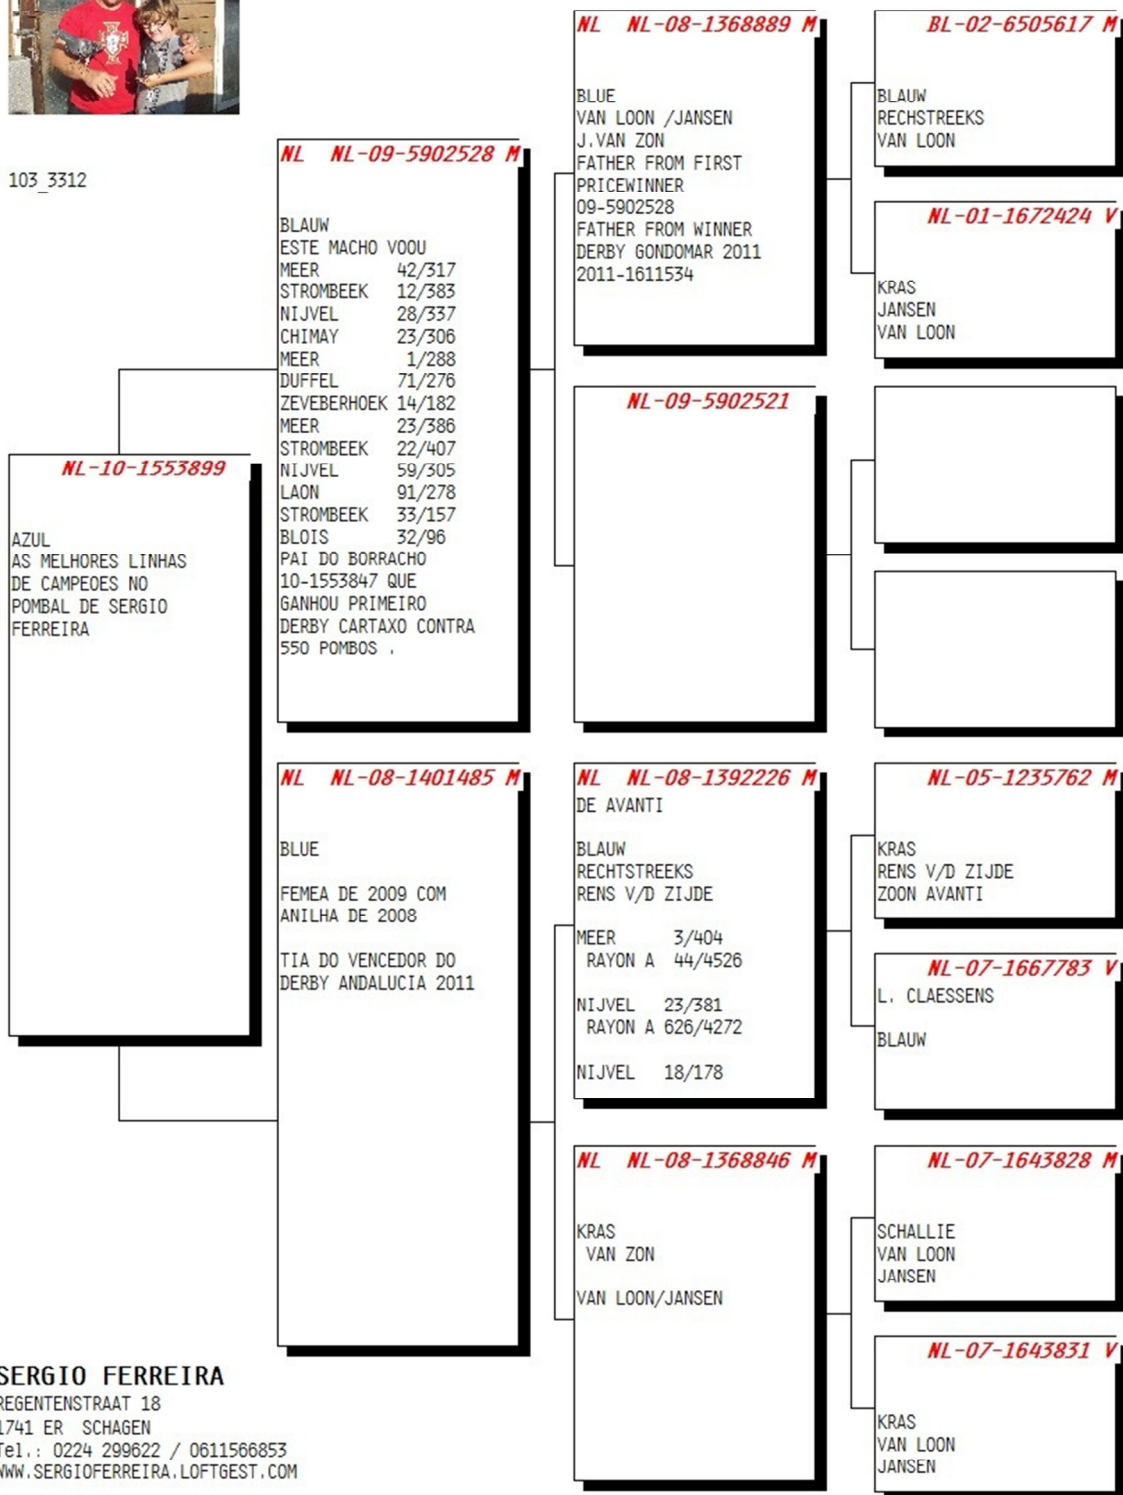 103_3312
NL-10-1553899
AZUL
AS MELHORES LINHAS
DE CAMPEOES NO
POMBAL DE SERGIO
FERREIRA
NL NL-09-5902528 M
BLAUW
ESTE MACHO VOOU
MEER 42/317
STROMBEEK 12/383
NIJVEL 28/337
CHIMAY 23/306
MEER 1/288
DUFFEL 71/276
ZEVEBERHOEK 14/182
MEER 23/386
STROMBEEK 22/407
NIJVEL 59/305
LAON 91/278
STROMBEEK 33/157
BLOIS 32/96
PAI DO BORRACHO
10-1553847 QUE
GANHOU PRIMEIRO
DERBY CARTAXO CONTRA
550 POMBOS .
NL NL-08-1401485 M
BLUE
FEMEA DE 2009 COM
ANILHA DE 2008
TIA DO VENCEDOR DO
DERBY ANDALUCIA 2011
NL NL-08-1368889 M
BLUE
VAN LOON /JANSEN
J.VAN ZON
FATHER FROM FIRST
PRICEWINNER
09-5902528
FATHER FROM WINNER
DERBY GONDOMAR 2011
2011-1611534
NL-09-5902521
NL NL-08-1392226 M
DE AVANTI
BLAUW
RECHTSTREEKS
RENS V/D ZIJDE
MEER 3/404
RAYON A 44/4526
NIJVEL 23/381
RAYON A 626/4272
NIJVEL 18/178
NL NL-08-1368846 M
KRAS
VAN ZON
VAN LOON/JANSEN
BL-02-6505617 M
BLAUW
RECHSTREEKS
VAN LOON
NL-01-1672424 V
KRAS
JANSEN
VAN LOON
NL-05-1235762 M
KRAS
RENS V/D ZIJDE
ZOON AVANTI
NL-07-1667783 V
L. CLAESSENS
BLAUW
NL-07-1643828 M
SCHALLIE
VAN LOON
JANSEN
NL-07-1643831 V
KRAS
VAN LOON
JANSEN
SERGIO FERREIRA
REGENTENSTRAAT 18
1741 ER SCHAGEN
Tel.: 0224 299622 / 0611566853
WWW.SERGIOFERREIRA.LOFTGEST.COM